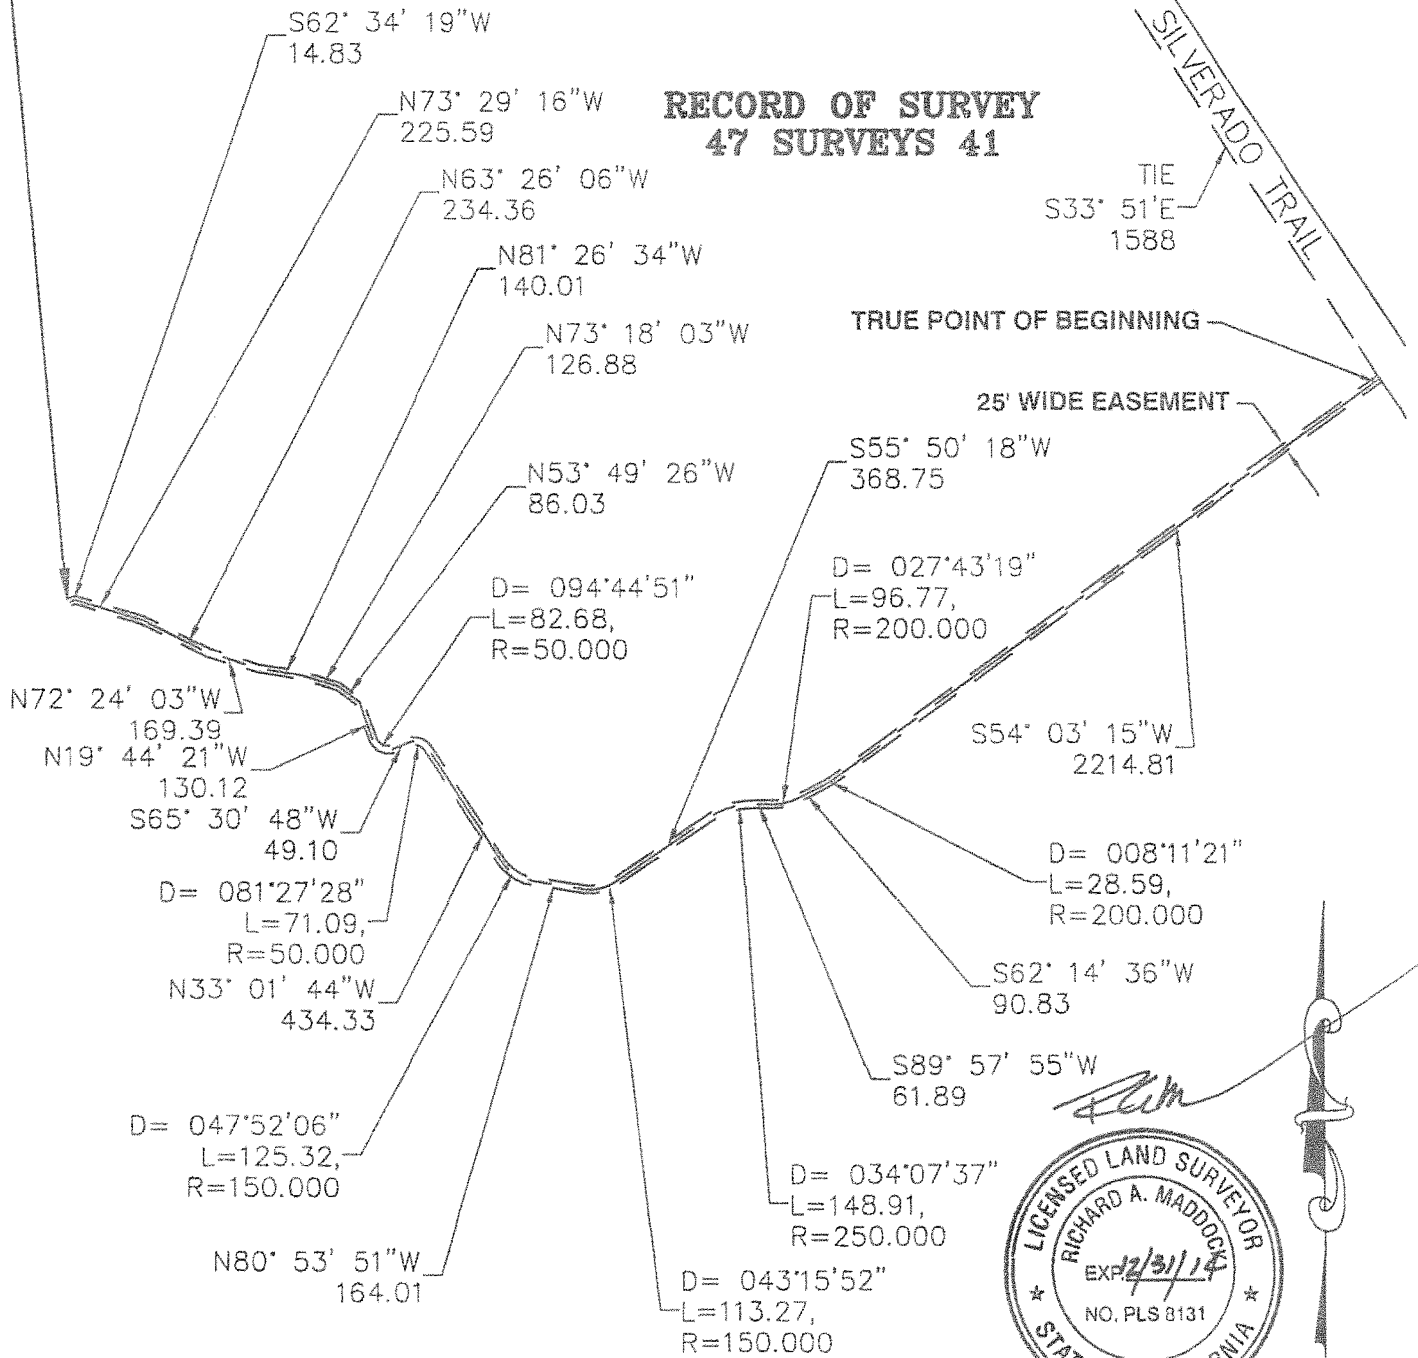 S62° 34' 19"W
14.83
N73° 29' 16"W
225.59
RECORD OF SURVEY
47 SURVEYS 41
SILVERADO TRAIL
N63° 26' 06"W
234.36
TIE
S33° 51'E
1588
N81° 26' 34"W
140.01
TRUE POINT OF BEGINNING
N73° 18' 03"W
126.88
25' WIDE EASEMENT
S55° 50' 18"W
368.75
N53° 49' 26"W
86.03
D= 027°43'19"
L=96.77,
R=200.000
D= 094°44'51"
L=82.68,
R=50.000
N72° 24' 03"W
169.39
N19° 44' 21"W
130.12
S65° 30' 48"W
49.10
S54° 03' 15"W
2214.81
D= 081°27'28"
L=71.09,
R=50.000
D= 008°11'21"
L=28.59,
R=200.000
N33° 01' 44"W
434.33
S62° 14' 36"W
90.83
S89° 57' 55"W
61.89
D= 047°52'06"
L=125.32,
R=150.000
D= 034°07'37"
L=148.91,
R=250.000
N80° 53' 51"W
164.01
D= 043°15'52"
L=113.27,
R=150.000
LICENSED LAND SURVEYOR
RICHARD A. MADDOCK
EXP 12/31/14
NO. PLS 8131